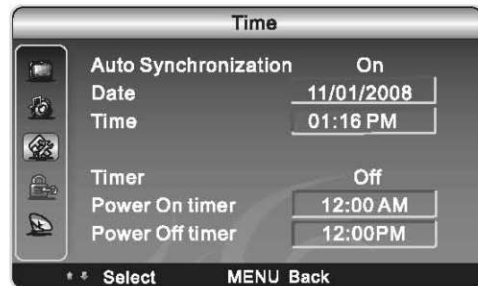 Time
Auto Synchronization On
Date 11/01/2008
Time 01:16 PM
Timer Off
Power On timer 12:00 AM
Power Off timer 12:00PM
Select MENU Back